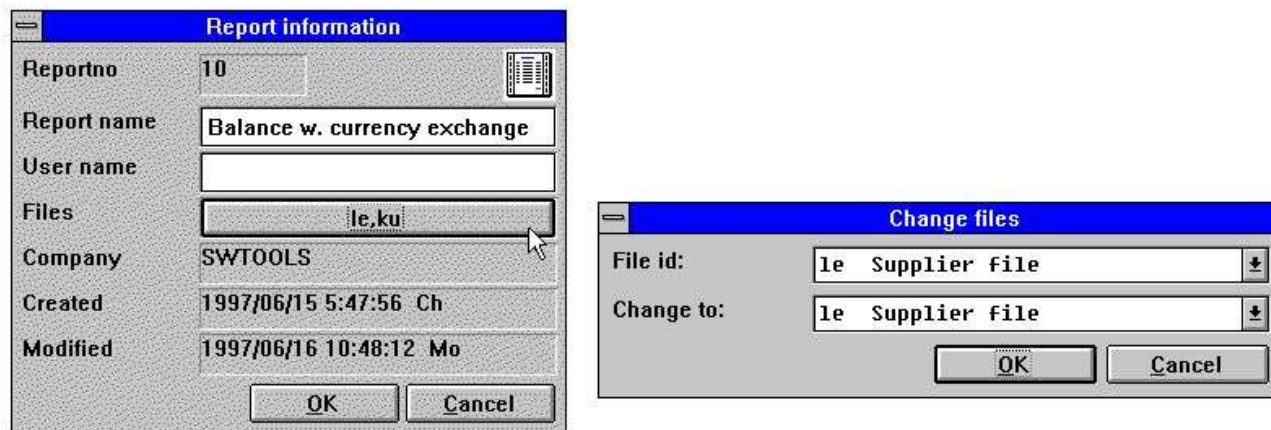 Report information
Reportno 10
Report name Balance w. currency exchange
User name
Files le,ku
Company SWTOOLS
Created 1997/06/15 5:47:56 Ch
Modified 1997/06/16 10:48:12 Mo
OK Cancel
Change files
File id: le Supplier file
Change to: le Supplier file
OK Cancel